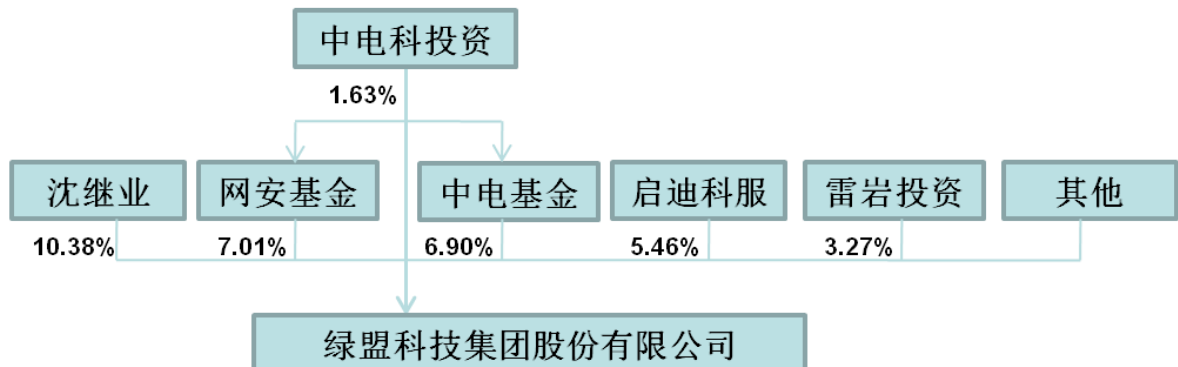 中电科投资
1.63%
沈继业
网安基金
中电基金
启迪科服
雷岩投资
其他
10.38%
7.01%
6.90%
5.46%
3.27%
绿盟科技集团股份有限公司